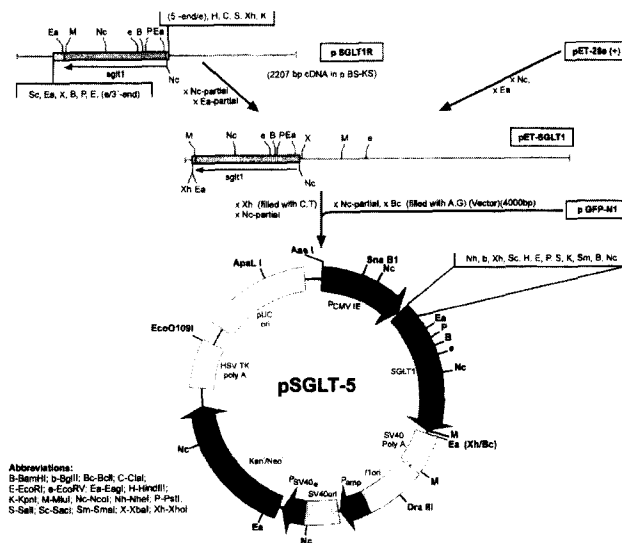 (5´-end/e), H, C, S, Xh, K
Ea M Nc e B P Ea
p SGLT1R
pET-28a (+)
sglt1
Nc
(2207 bp cDNA in p BS-KS)
Sc, Ea, X, B, P, E, (e/3´-end)
x Nc-partial
x Ea-partial
x Nc,
x Ea
pET-SGLT1
M Nc e B P Ea X M e
sglt1
Xh Ea Nc
x Xh (filled with C,T)
x Nc-partial
x Nc-partial, x Bc (filled with A,G) (Vector)(4000bp)
p GFP-N1
Ase I
Sna B1
Nc
Nh, b, Xh, Sc, H, E, P, S, K, Sm, B, Nc
ApaL I
PCMV IE
pUC
ori
Ea
P
B
e
EcoO109I
SGLT1
Nc
HSV TK
poly A
pSGLT-5
M
Ea (Xh/Bc)
SV40
Poly A
Nc
Kan/Neo
f1ori
M
PSV40e
SV40ori
Pamp
Dra III
Ea
Nc
Abbreviations:
B-BamHI; b-BglII; Bc-BclI; C-ClaI;
E-EcoRI; e-EcoRV; Ea-EagI; H-HindIII;
K-KpnI; M-MluI; Nc-NcoI; Nh-NheI; P-PstI;
S-SalI; Sc-SacI; Sm-SmaI; X-XbaI; Xh-XhoI